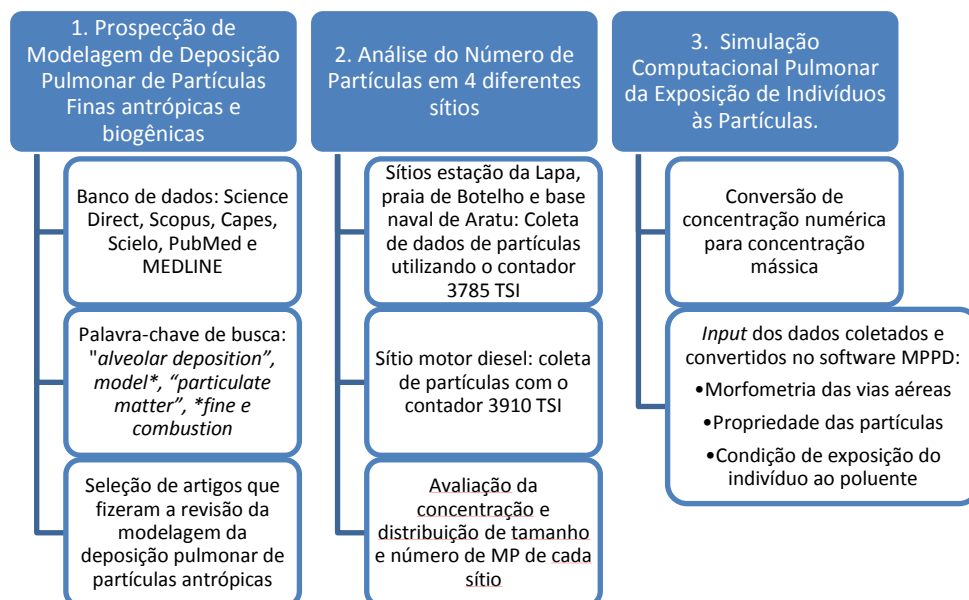 1. Prospecção de
Modelagem de Deposição
Pulmonar de Partículas
Finas antrópicas e
biogênicas
Banco de dados: Science
Direct, Scopus, Capes,
Scielo, PubMed e
MEDLINE
Palavra-chave de busca:
"alveolar deposition”,
model*, “particulate
matter”, *fine e
combustion
Seleção de artigos que
fizeram a revisão da
modelagem da
deposição pulmonar de
partículas antrópicas
2. Análise do Número de
Partículas em 4 diferentes
sítios
Sítios estação da Lapa,
praia de Botelho e base
naval de Aratu: Coleta
de dados de partículas
utilizando o contador
3785 TSI
Sítio motor diesel: coleta
de partículas com o
contador 3910 TSI
Avaliação da
concentração e
distribuição de tamanho
e número de MP de cada
sítio
3. Simulação
Computacional Pulmonar
da Exposição de Indivíduos
às Partículas.
Conversão de
concentração numérica
para concentração
mássica
Input dos dados coletados e
convertidos no software MPPD:
•Morfometria das vias aéreas
•Propriedade das partículas
•Condição de exposição do
indivíduo ao poluente